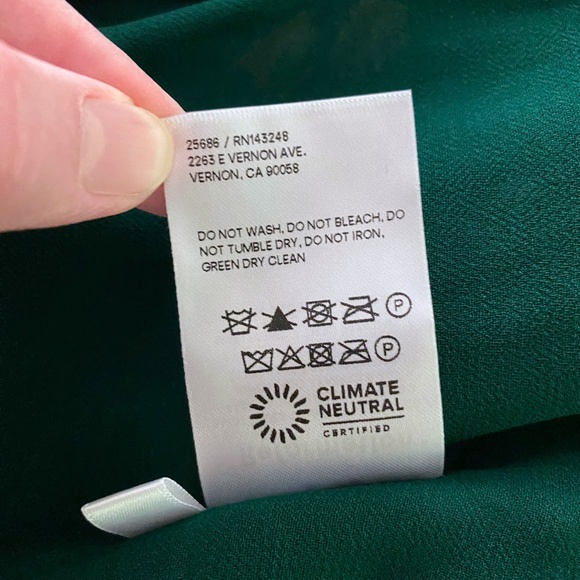 25686 / RN143248
2263 E VERNON AVE.
VERNON, CA 90058
DO NOT WASH, DO NOT BLEACH, DO
NOT TUMBLE DRY, DO NOT IRON,
GREEN DRY CLEAN
P
P
CLIMATE
NEUTRAL
CERTIFIED